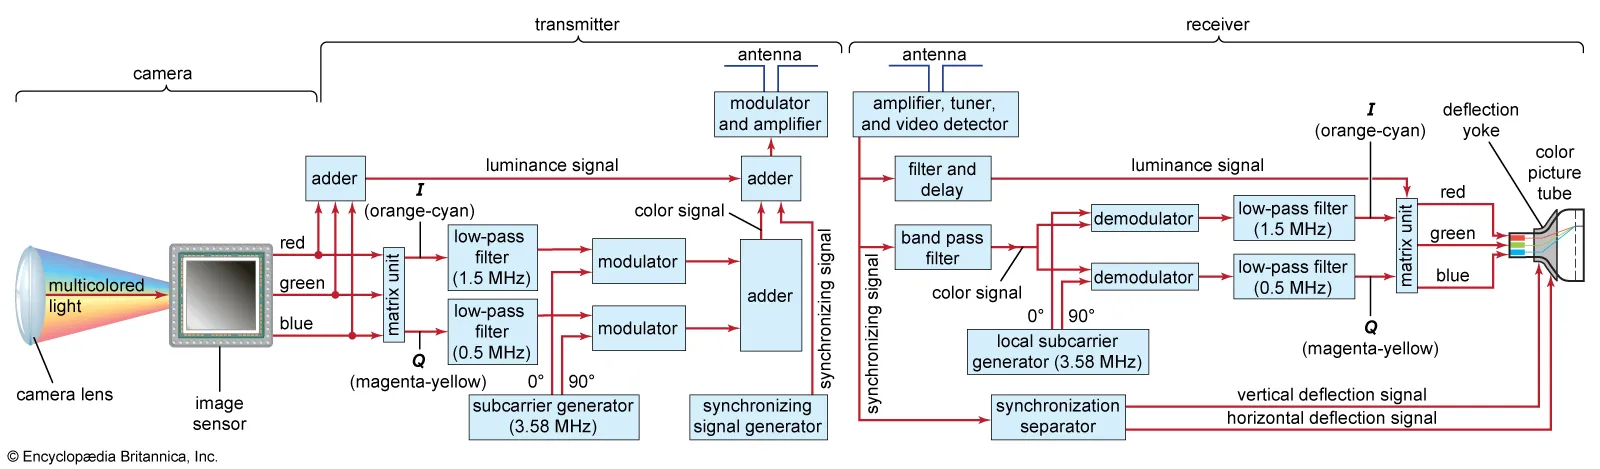 transmitter
receiver
camera
antenna
antenna
modulator
and amplifier
amplifier, tuner,
and video detector
I
(orange-cyan)
deflection
yoke
color
picture
tube
adder
luminance signal
adder
filter and
delay
luminance signal
I
(orange-cyan)
color signal
red
green
blue
multicolored
light
matrix unit
low-pass
filter
(1.5 MHz)
modulator
adder
low-pass
filter
(0.5 MHz)
modulator
Q
(magenta-yellow)
0°
90°
synchronizing signal
synchronizing signal
band pass
filter
color signal
demodulator
low-pass filter
(1.5 MHz)
demodulator
low-pass filter
(0.5 MHz)
matrix unit
red
green
blue
0°
90°
Q
(magenta-yellow)
local subcarrier
generator (3.58 MHz)
camera lens
image
sensor
subcarrier generator
(3.58 MHz)
synchronizing
signal generator
synchronization
separator
vertical deflection signal
horizontal deflection signal
© Encyclopædia Britannica, Inc.